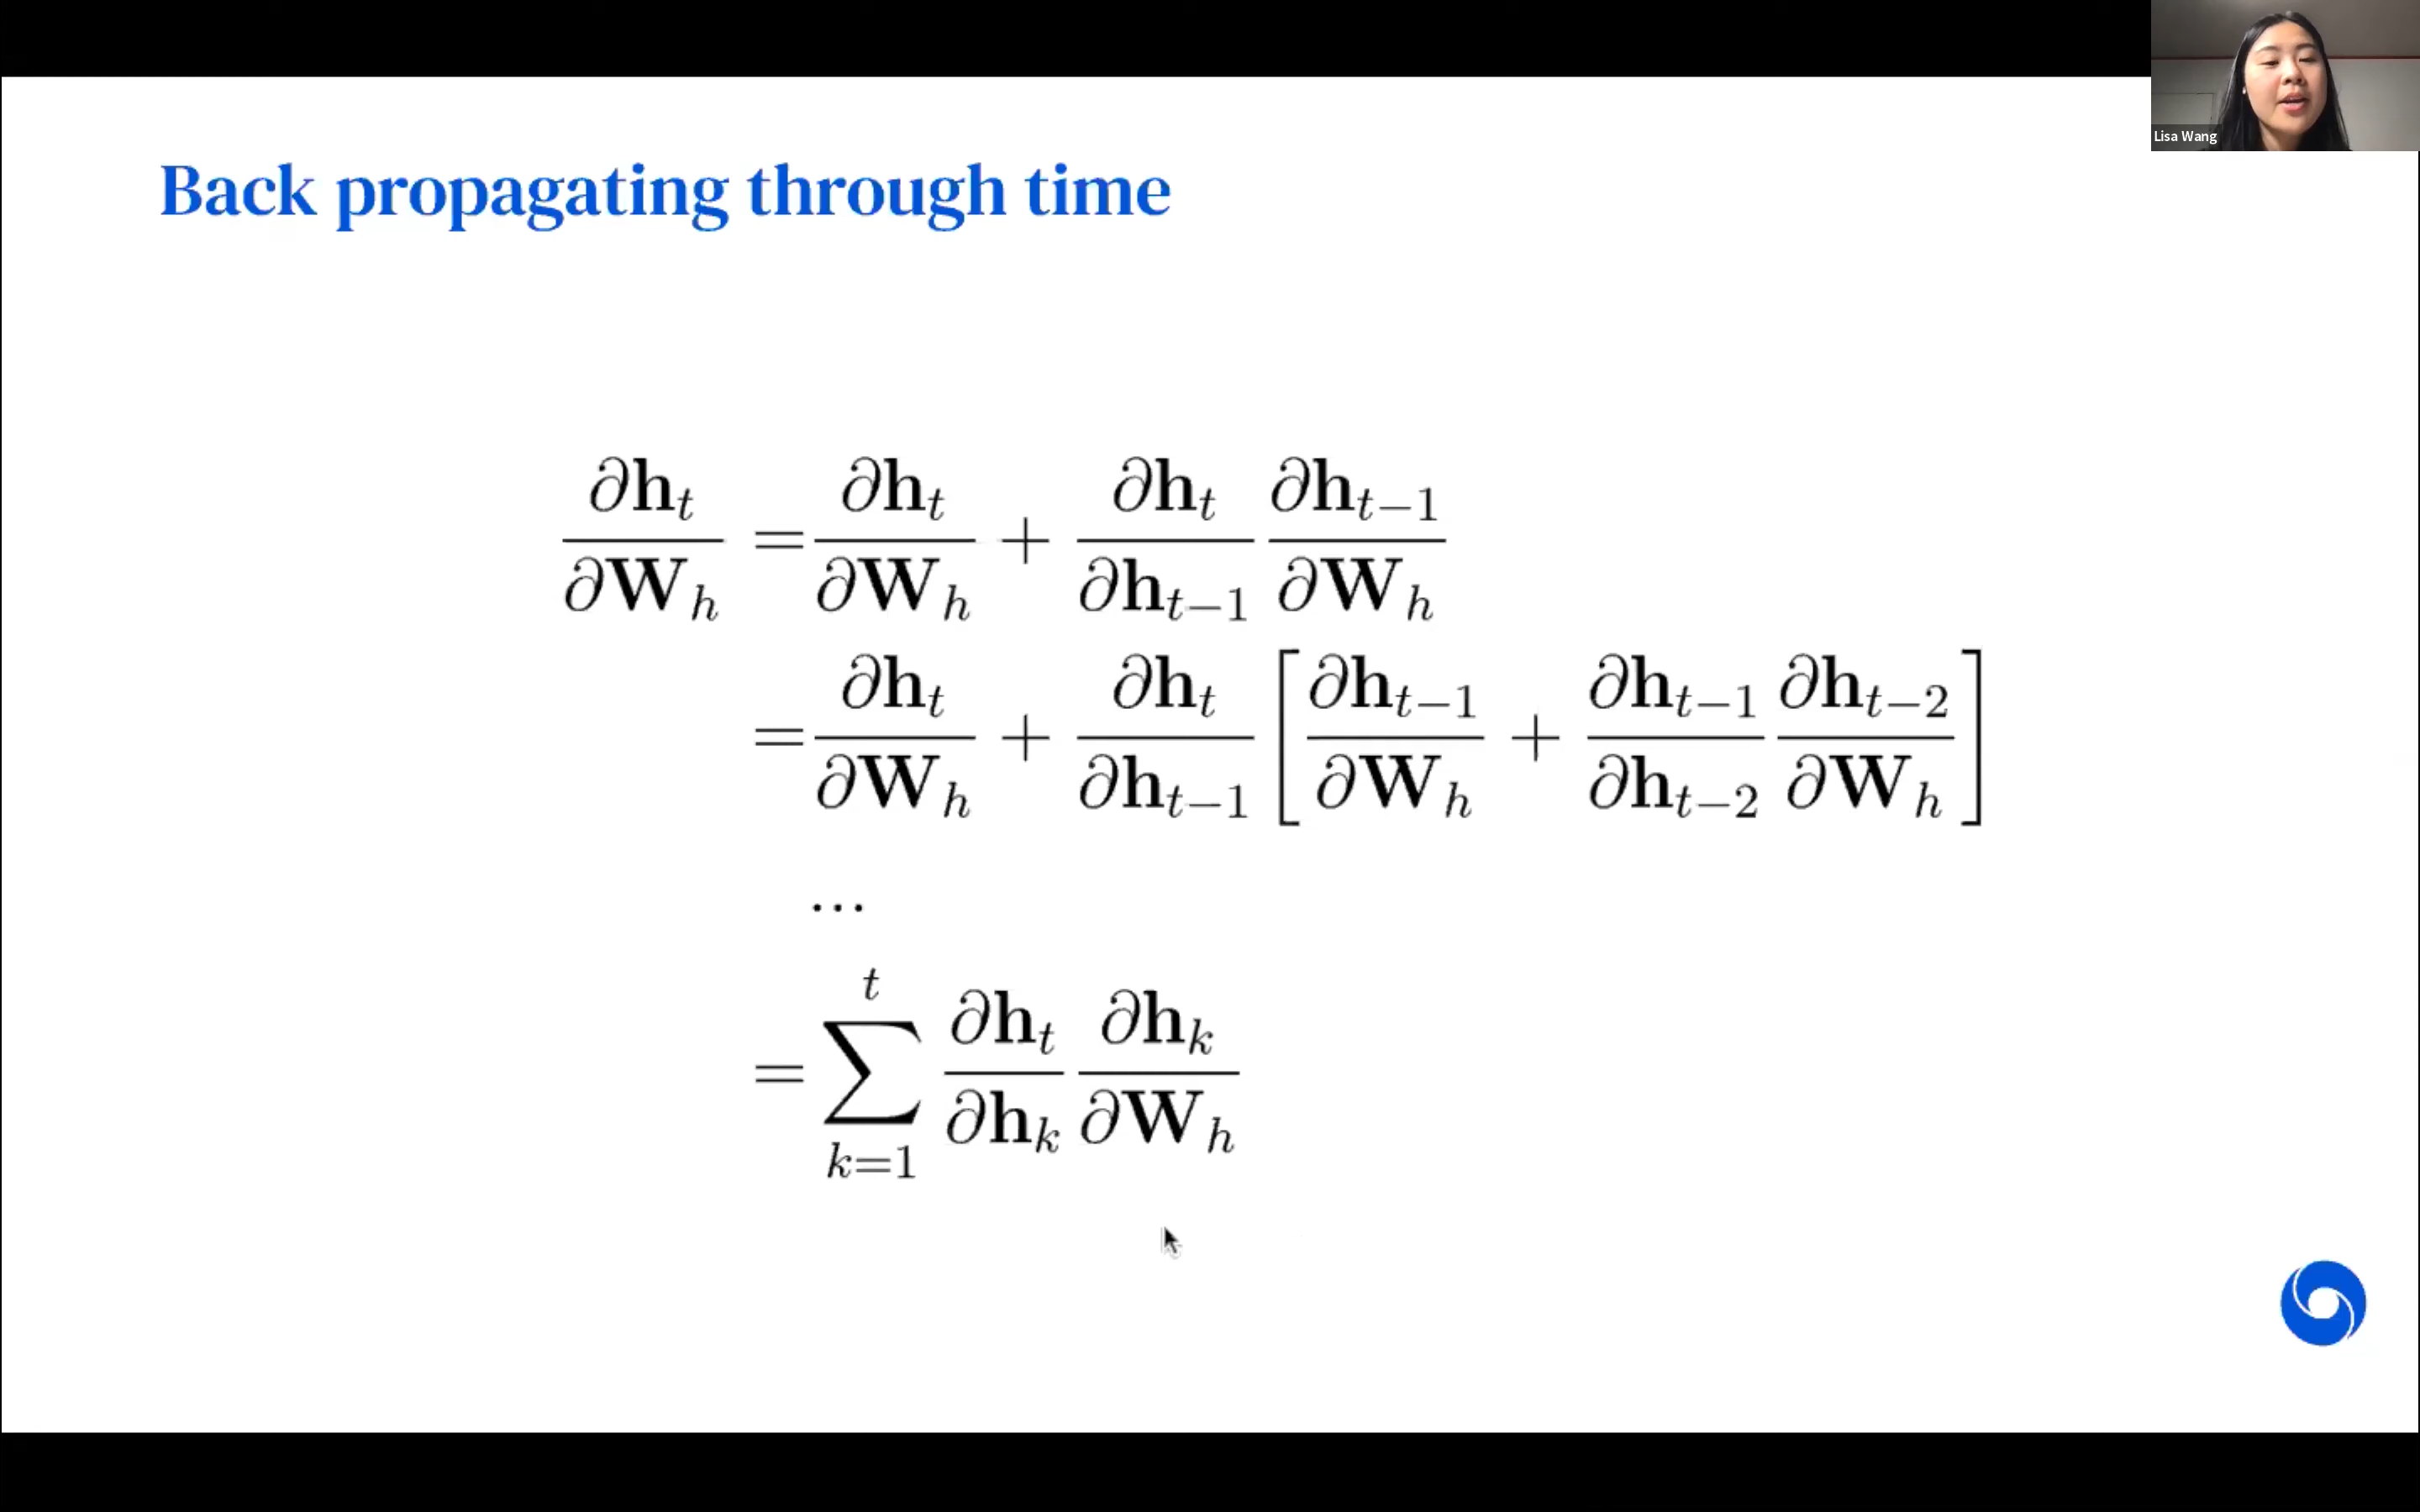 Lisa Wang
Back propagating through time
∂h_t/∂W_h = ∂h_t/∂W_h + ∂h_t/∂h_{t−1} ∂h_{t−1}/∂W_h
= ∂h_t/∂W_h + ∂h_t/∂h_{t−1} [∂h_{t−1}/∂W_h + ∂h_{t−1}/∂h_{t−2} ∂h_{t−2}/∂W_h]
...
= ∑_{k=1}^{t} ∂h_t/∂h_k ∂h_k/∂W_h